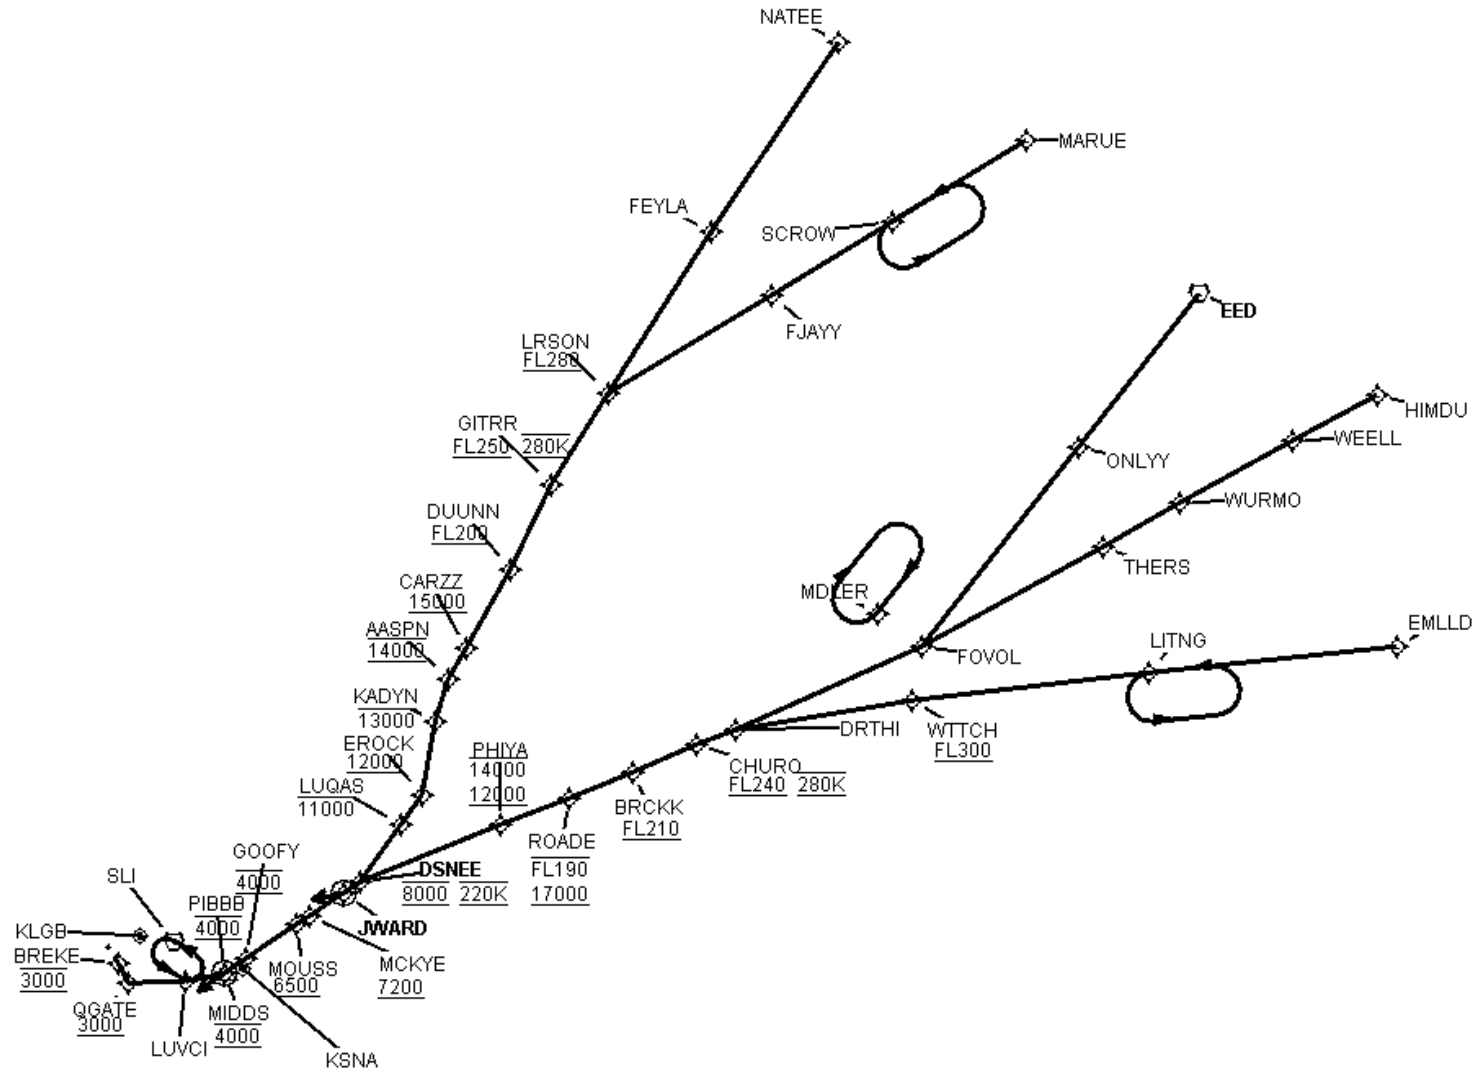 NATEE
MARUE
FEYLA
SCROW
EED
FJAYY
LRSON
FL280
HIMDU
GITRR
FL250 280K
WEELL
ONLYY
WURMO
DUUNN
FL200
THERS
CARZZ
15000
MDLER
AASPN
14000
EMLLD
LITNG
FOVOL
KADYN
13000
DRTHI
WTTCH
FL300
EROCK
12000
PHIYA
14000
12000
CHURO
FL240 280K
LUQAS
11000
BRCKK
FL210
ROADE
FL190
17000
GOOFY
4000
DSNEE
8000 220K
SLI
PIBBB
4000
JWARD
KLGB
BREKE
3000
MOUSS
6500
MCKYE
7200
QGATE
3000
MIDDS
4000
LUVCI
KSNA